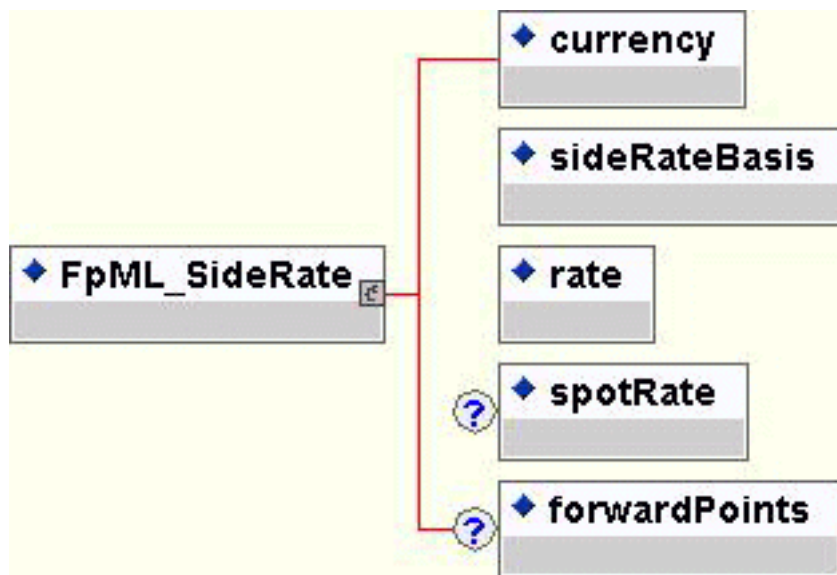 currency
sideRateBasis
FpML_SideRate
rate
? spotRate
? forwardPoints